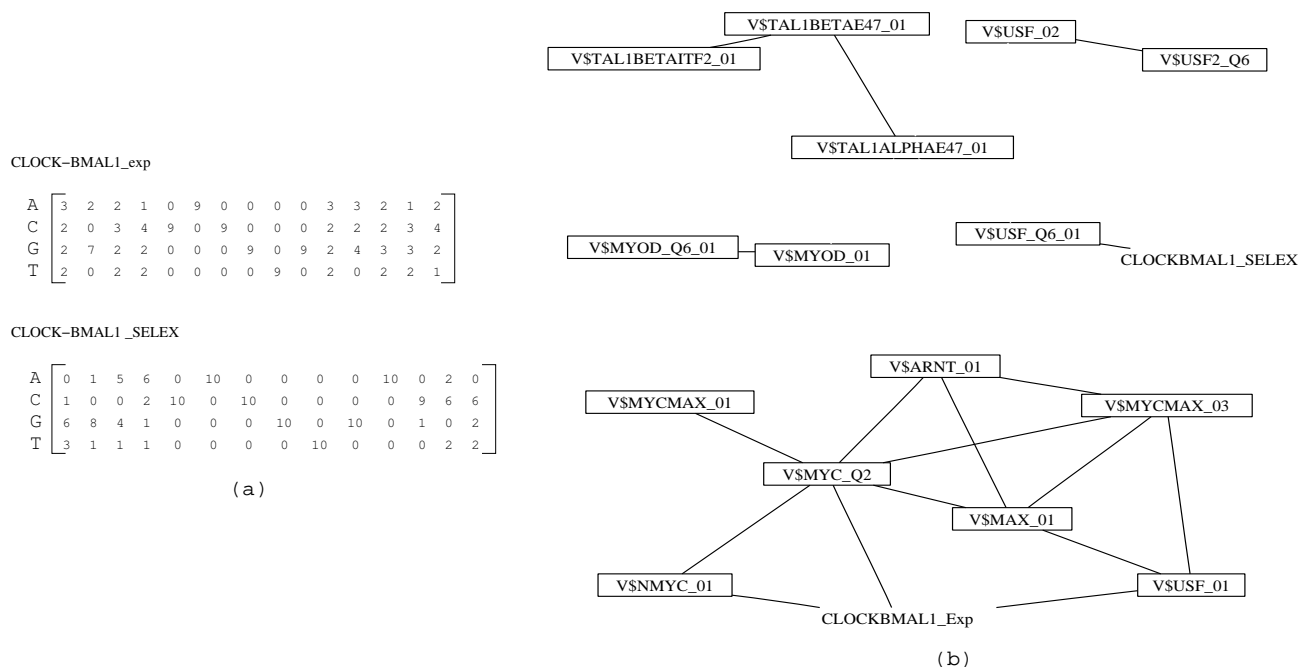 CLOCK−BMAL1_exp
A 3 2 2 1 0 9 0 0 0 0 3 3 2 1 2
C 2 0 3 4 9 0 9 0 0 0 2 2 2 3 4
G 2 7 2 2 0 0 0 9 0 9 2 4 3 3 2
T 2 0 2 2 0 0 0 0 9 0 2 0 2 2 1
CLOCK−BMAL1_SELEX
A 0 1 5 6 0 10 0 0 0 0 10 0 2 0
C 1 0 0 2 10 0 10 0 0 0 0 9 6 6
G 6 8 4 1 0 0 0 10 0 10 0 1 0 2
T 3 1 1 1 0 0 0 0 10 0 0 0 2 2
(a)
V$TAL1BETAE47_01
V$USF_02
V$TAL1BETAITF2_01
V$USF2_Q6
V$TAL1ALPHAE47_01
V$USF_Q6_01
V$MYOD_Q6_01
V$MYOD_01
CLOCKBMAL1_SELEX
V$ARNT_01
V$MYCMAX_01
V$MYCMAX_03
V$MYC_Q2
V$MAX_01
V$NMYC_01
V$USF_01
CLOCKBMAL1_Exp
(b)